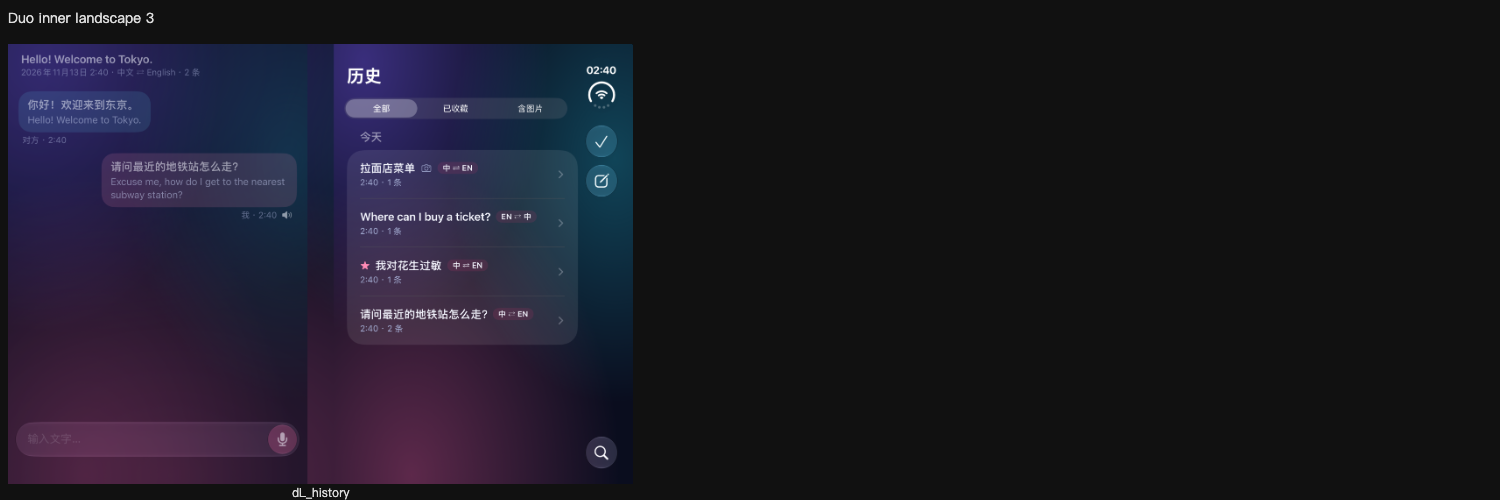 Duo inner landscape 3
Hello! Welcome to Tokyo.
2026年11月13日 2:40 · 中文 ⇌ English · 2 条
你好！欢迎来到东京。
Hello! Welcome to Tokyo.
对方 · 2:40
请问最近的地铁站怎么走?
Excuse me, how do I get to the nearest
subway station?
我 · 2:40
输入文字...
历史
02:40
全部 已收藏 含图片
今天
拉面店菜单 中 ⇌ EN
2:40 · 1 条
Where can I buy a ticket? EN ⇌ 中
2:40 · 1 条
★ 我对花生过敏 中 ⇌ EN
2:40 · 1 条
请问最近的地铁站怎么走? 中 ⇌ EN
2:40 · 2 条
dL_history